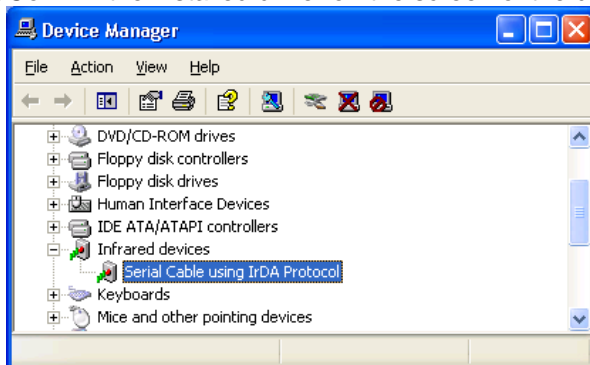 Device Manager
File Action View Help
DVD/CD-ROM drives
Floppy disk controllers
Floppy disk drives
Human Interface Devices
IDE ATA/ATAPI controllers
Infrared devices
Serial Cable using IrDA Protocol
Keyboards
Mice and other pointing devices